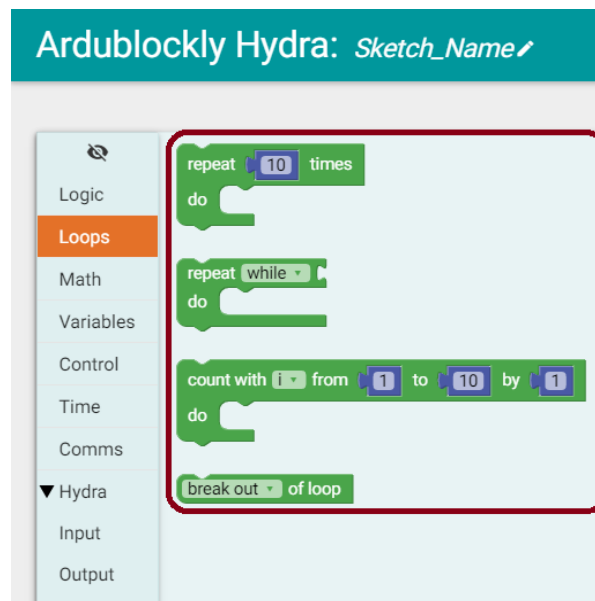 Ardublockly Hydra: Sketch_Name
Logic
Loops
Math
Variables
Control
Time
Comms
Hydra
Input
Output
repeat 10 times
do
repeat while
do
count with i from 1 to 10 by 1
do
break out of loop